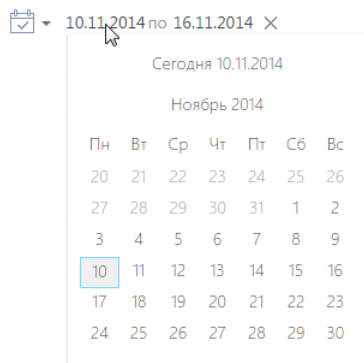 10.11.2014 по 16.11.2014
Сегодня 10.11.2014
Ноябрь 2014
Пн Вт Ср Чт Пт Сб Вс
20 21 22 23 24 25 26
27 28 29 30 31 1 2
3 4 5 6 7 8 9
10 11 12 13 14 15 16
17 18 19 20 21 22 23
24 25 26 27 28 29 30